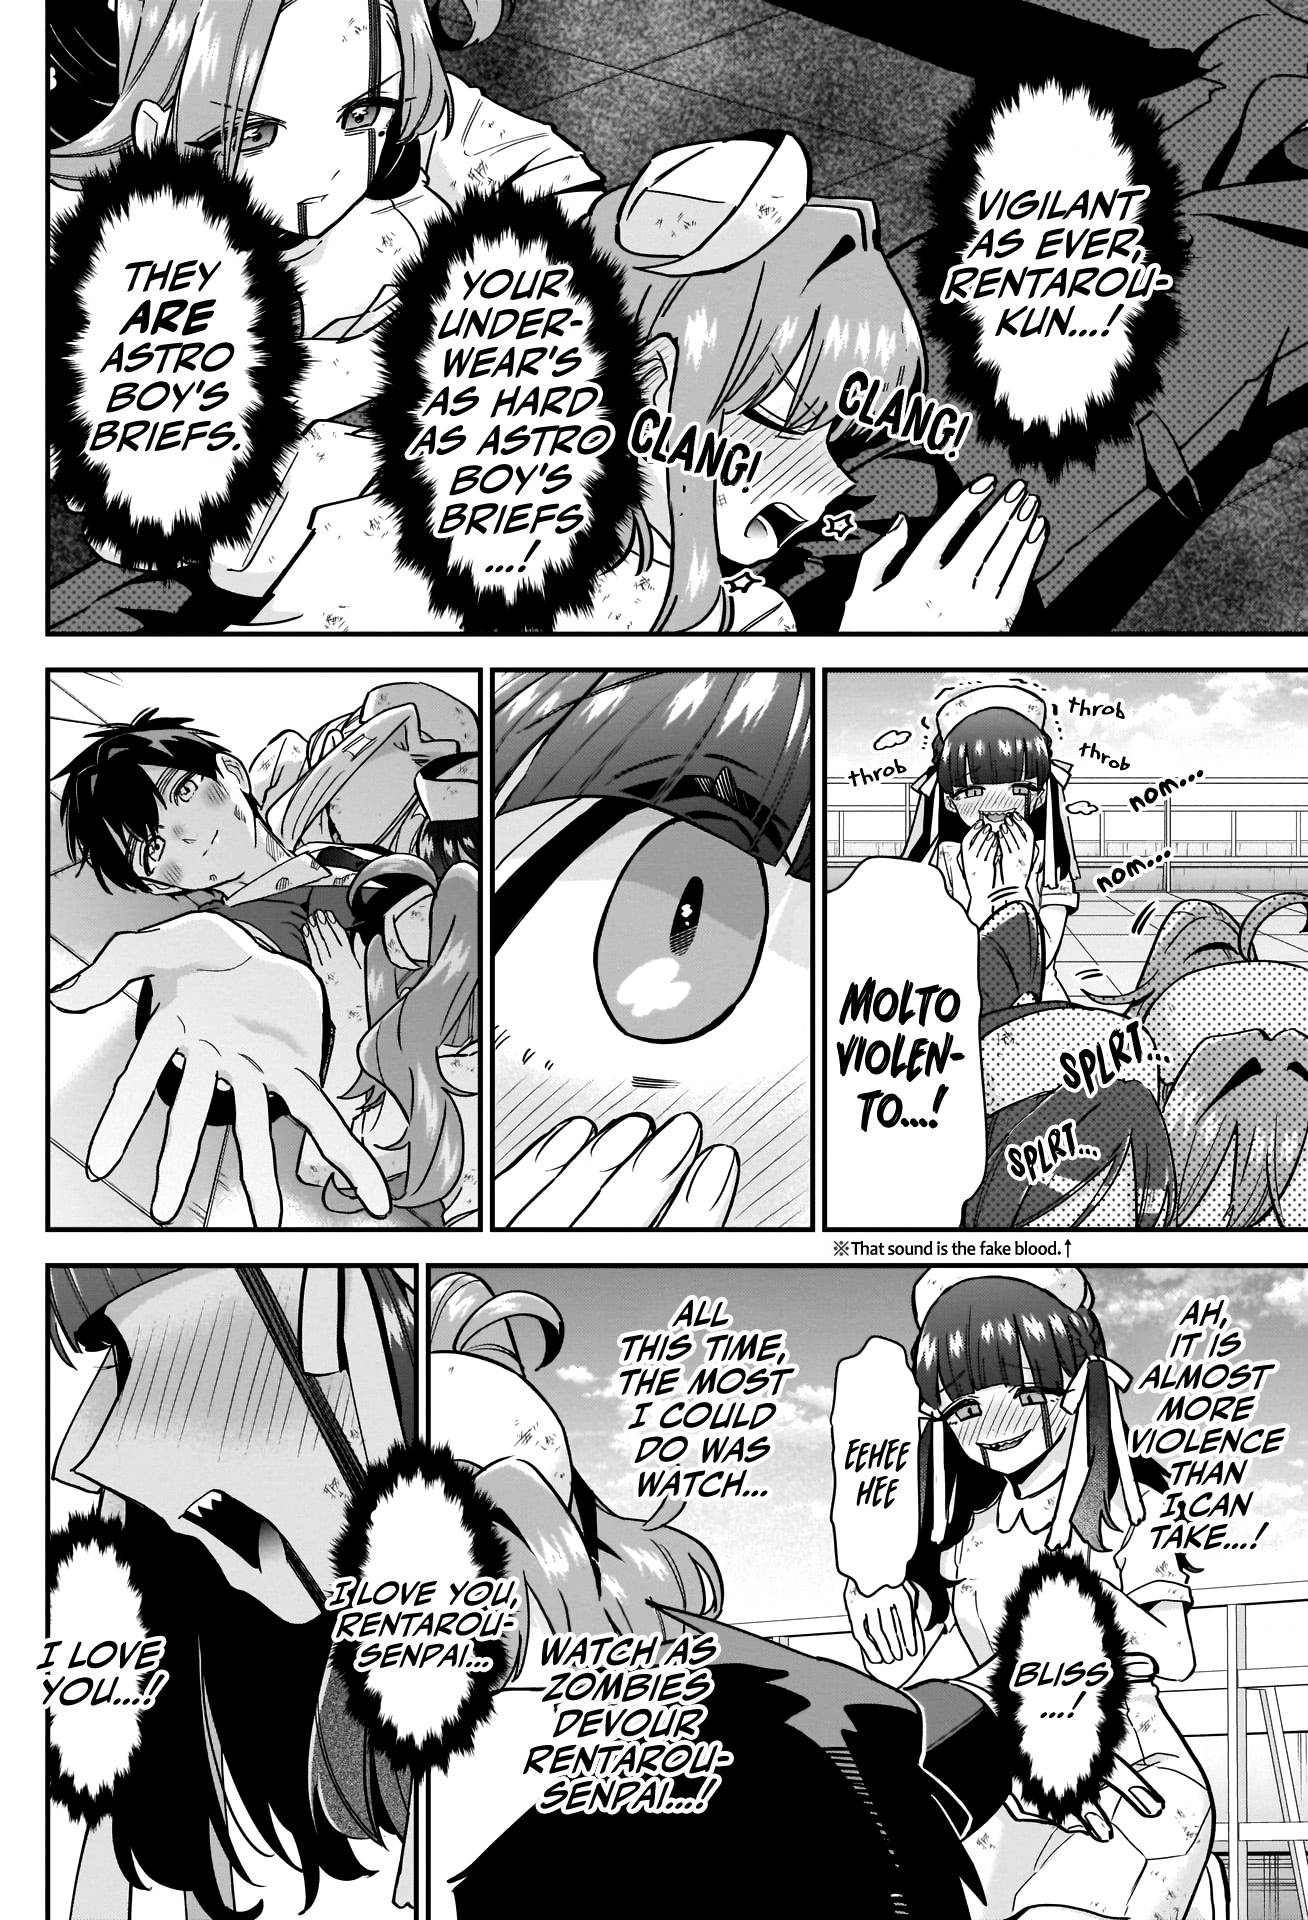 VIGILANT
AS EVER,
RENTAROU-
KUN...!
CLANG!
CLANG!
YOUR
UNDER-
WEAR'S
AS HARD
AS ASTRO
BOY'S
BRIEFS
...!
THEY
ARE
ASTRO
BOY'S
BRIEFS.
throb
throb
throb
nom...
nom...
MOLTO
VIOLEN-
TO...!
SPLRT...
SPLRT...
※That sound is the fake blood.↑
AH,
IT IS
ALMOST
MORE
VIOLENCE
THAN
I CAN
TAKE...!
EEHEE
HEE
BLISS
...!
ALL
THIS TIME,
THE MOST
I COULD
DO WAS
WATCH...
WATCH AS
ZOMBIES
DEVOUR
RENTAROU-
SENPAI...!
I LOVE YOU,
RENTAROU-
SENPAI...
I LOVE
YOU...!